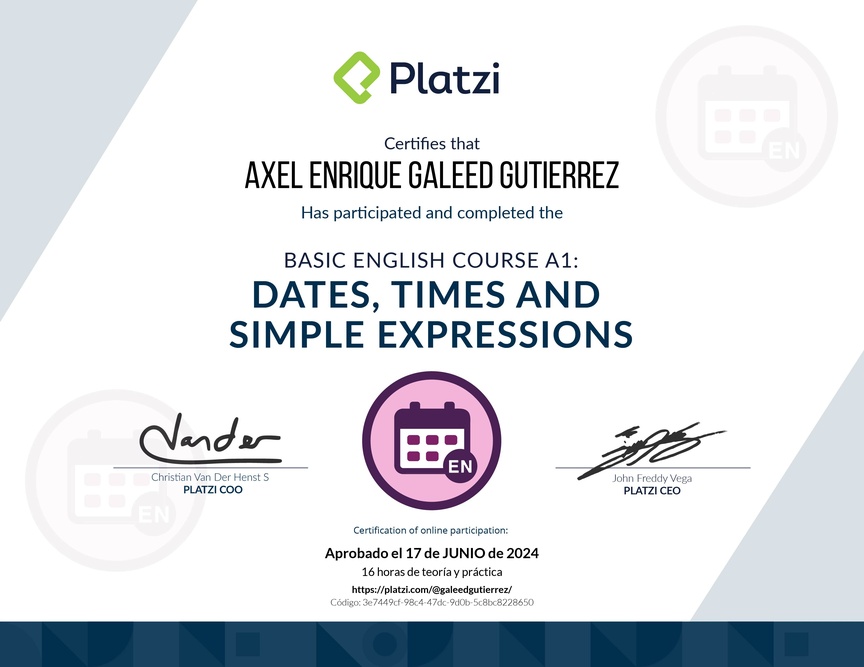 Platzi
Certifies that
AXEL ENRIQUE GALEED GUTIERREZ
Has participated and completed the
BASIC ENGLISH COURSE A1:
DATES, TIMES AND
SIMPLE EXPRESSIONS
EN
EN
EN
Vander
Christian Van Der Henst S
PLATZI COO
John Freddy Vega
PLATZI CEO
Certification of online participation:
Aprobado el 17 de JUNIO de 2024
16 horas de teoría y práctica
https://platzi.com/@galeedgutierrez/
Código: 3e7449cf-98c4-47dc-9d0b-5c8bc8228650